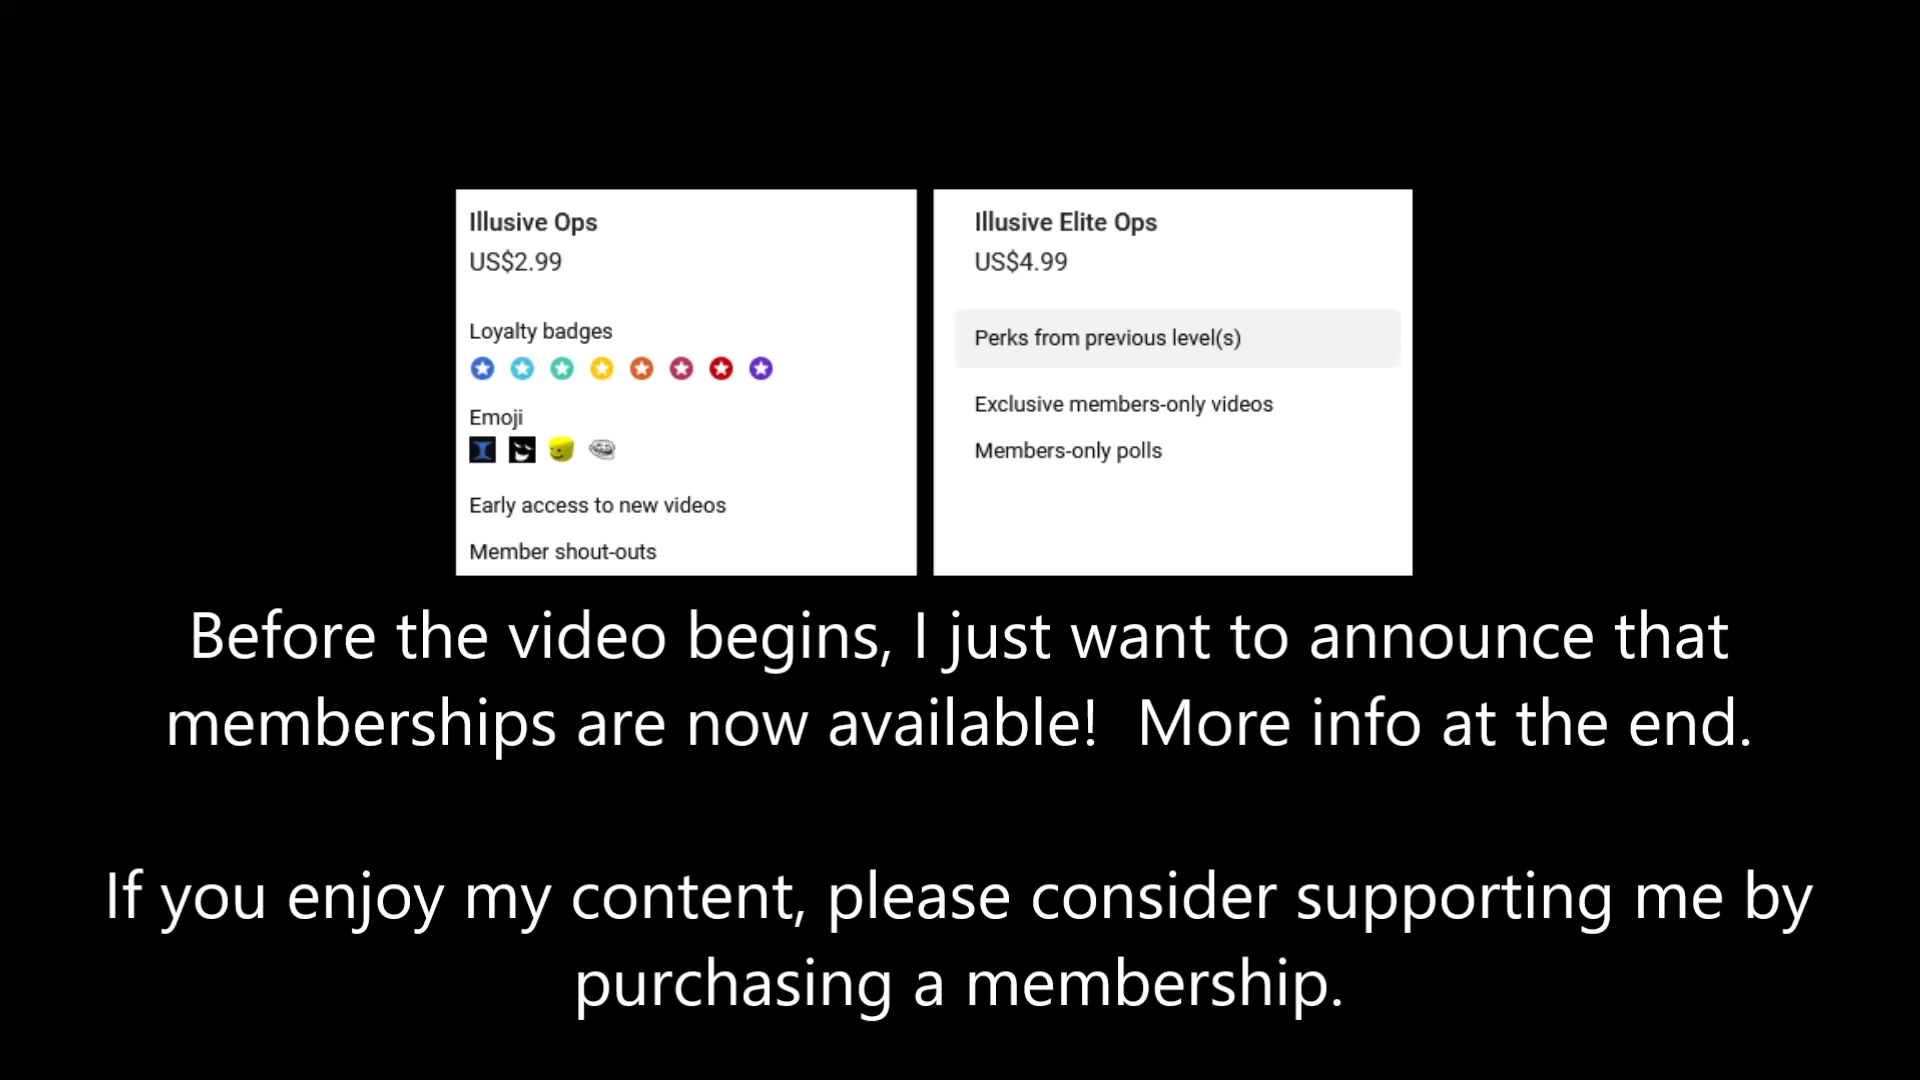 Illusive Ops
US$2.99
Loyalty badges
Emoji
Early access to new videos
Member shout-outs
Illusive Elite Ops
US$4.99
Perks from previous level(s)
Exclusive members-only videos
Members-only polls
Before the video begins, I just want to announce that
memberships are now available!  More info at the end.
If you enjoy my content, please consider supporting me by
purchasing a membership.